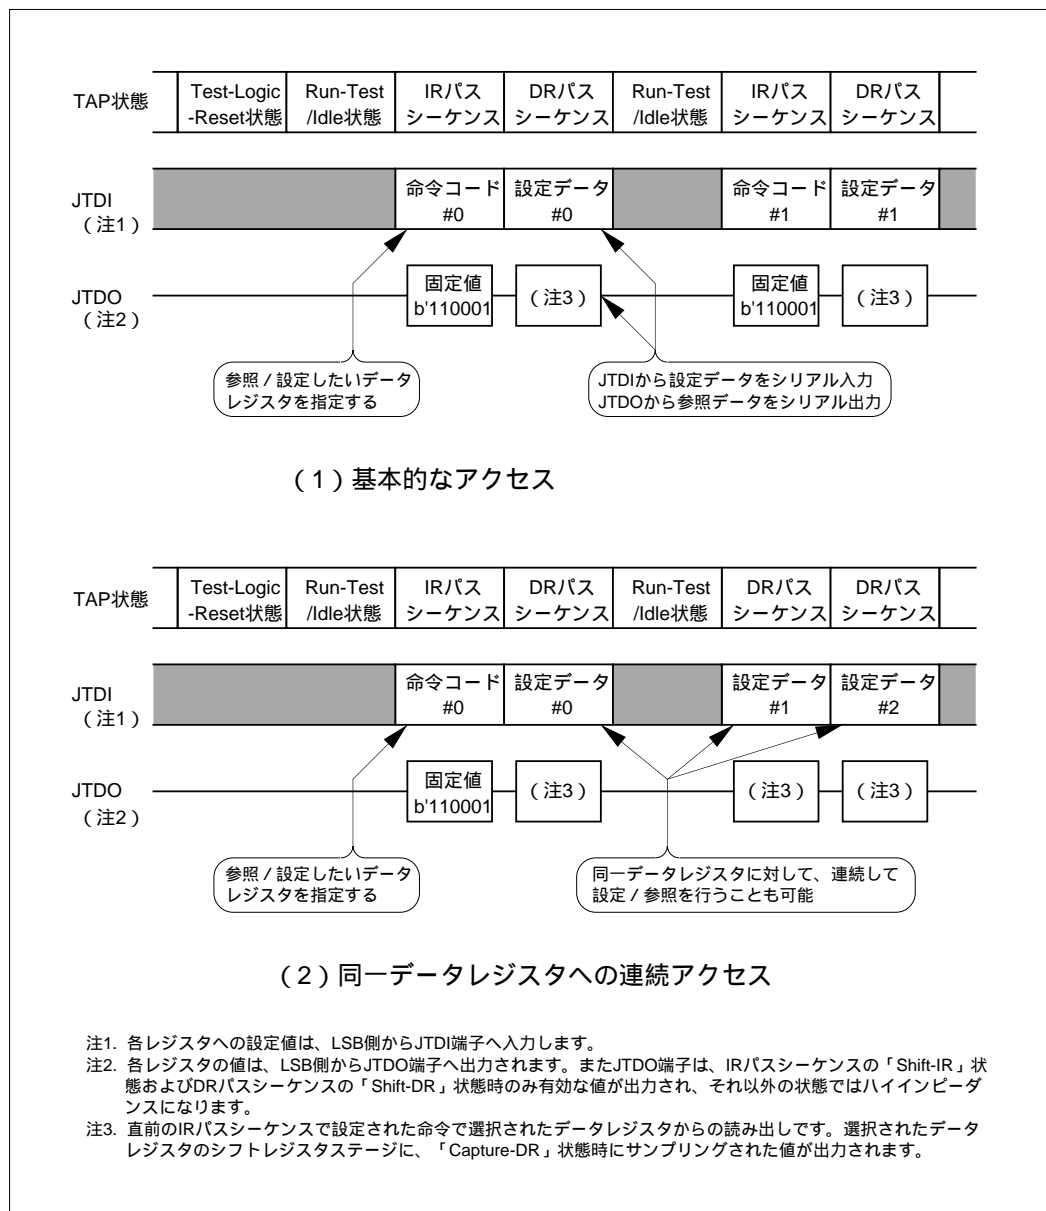 TAP状態
Test-Logic
-Reset状態
Run-Test
/Idle状態
IRパス
シーケンス
DRパス
シーケンス
Run-Test
/Idle状態
IRパス
シーケンス
DRパス
シーケンス
JTDI
（注1）
命令コード
#0
設定データ
#0
命令コード
#1
設定データ
#1
JTDO
（注2）
固定値
b'110001
（注3）
固定値
b'110001
（注3）
参照／設定したいデータ
レジスタを指定する
JTDIから設定データをシリアル入力
JTDOから参照データをシリアル出力
（1）基本的なアクセス
TAP状態
Test-Logic
-Reset状態
Run-Test
/Idle状態
IRパス
シーケンス
DRパス
シーケンス
Run-Test
/Idle状態
DRパス
シーケンス
DRパス
シーケンス
JTDI
（注1）
命令コード
#0
設定データ
#0
設定データ
#1
設定データ
#2
JTDO
（注2）
固定値
b'110001
（注3）
（注3）
（注3）
参照／設定したいデータ
レジスタを指定する
同一データレジスタに対して、連続して
設定／参照を行うことも可能
（2）同一データレジスタへの連続アクセス
注1. 各レジスタへの設定値は、LSB側からJTDI端子へ入力します。
注2. 各レジスタの値は、LSB側からJTDO端子へ出力されます。またJTDO端子は、IRパスシーケンスの「Shift-IR」状
態およびDRパスシーケンスの「Shift-DR」状態時のみ有効な値が出力され、それ以外の状態ではハイインピーダ
ンスになります。
注3. 直前のIRパスシーケンスで設定された命令で選択されたデータレジスタからの読み出しです。選択されたデータ
レジスタのシフトレジスタステージに、「Capture-DR」状態時にサンプリングされた値が出力されます。